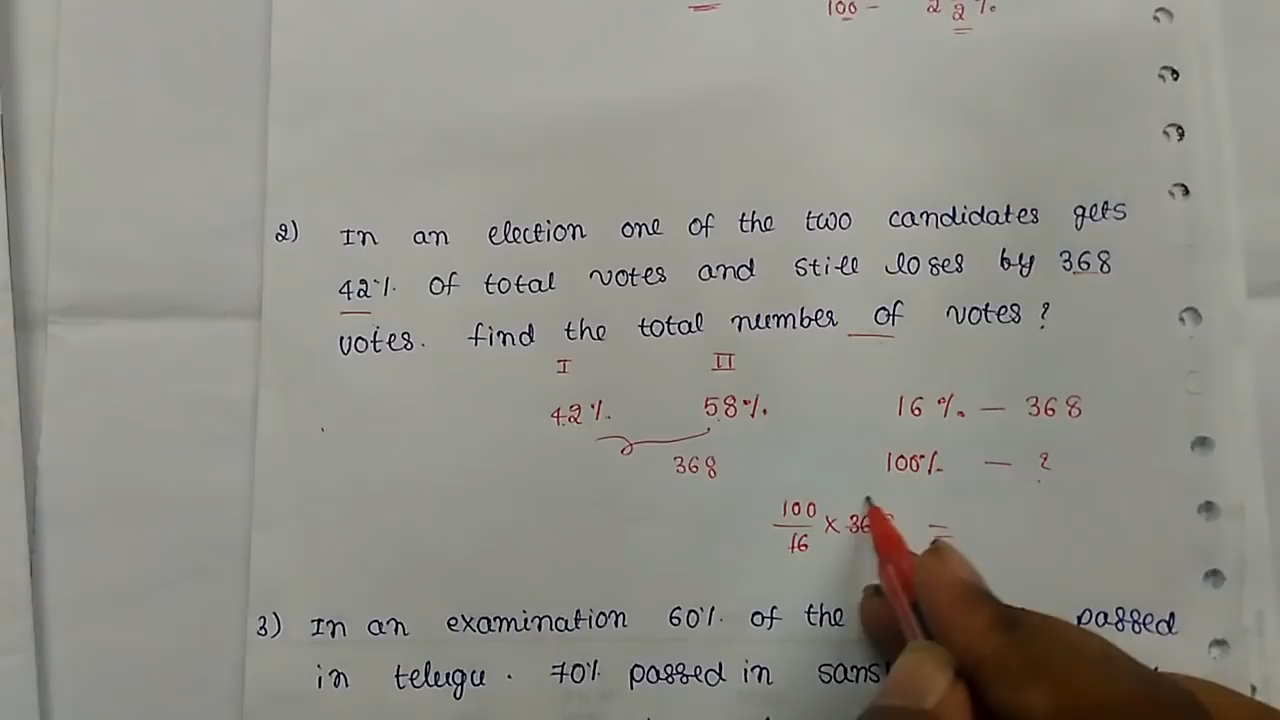 100 - 22%
2) In an election one of the two candidates gets
42% of total votes and still loses by 368
votes. find the total number of votes?
I II
42% 58% 16% - 368
368 100% - ?
100/16 × 36 =
3) In an examination 60% of the passed
in telugu. 70% passed in sans